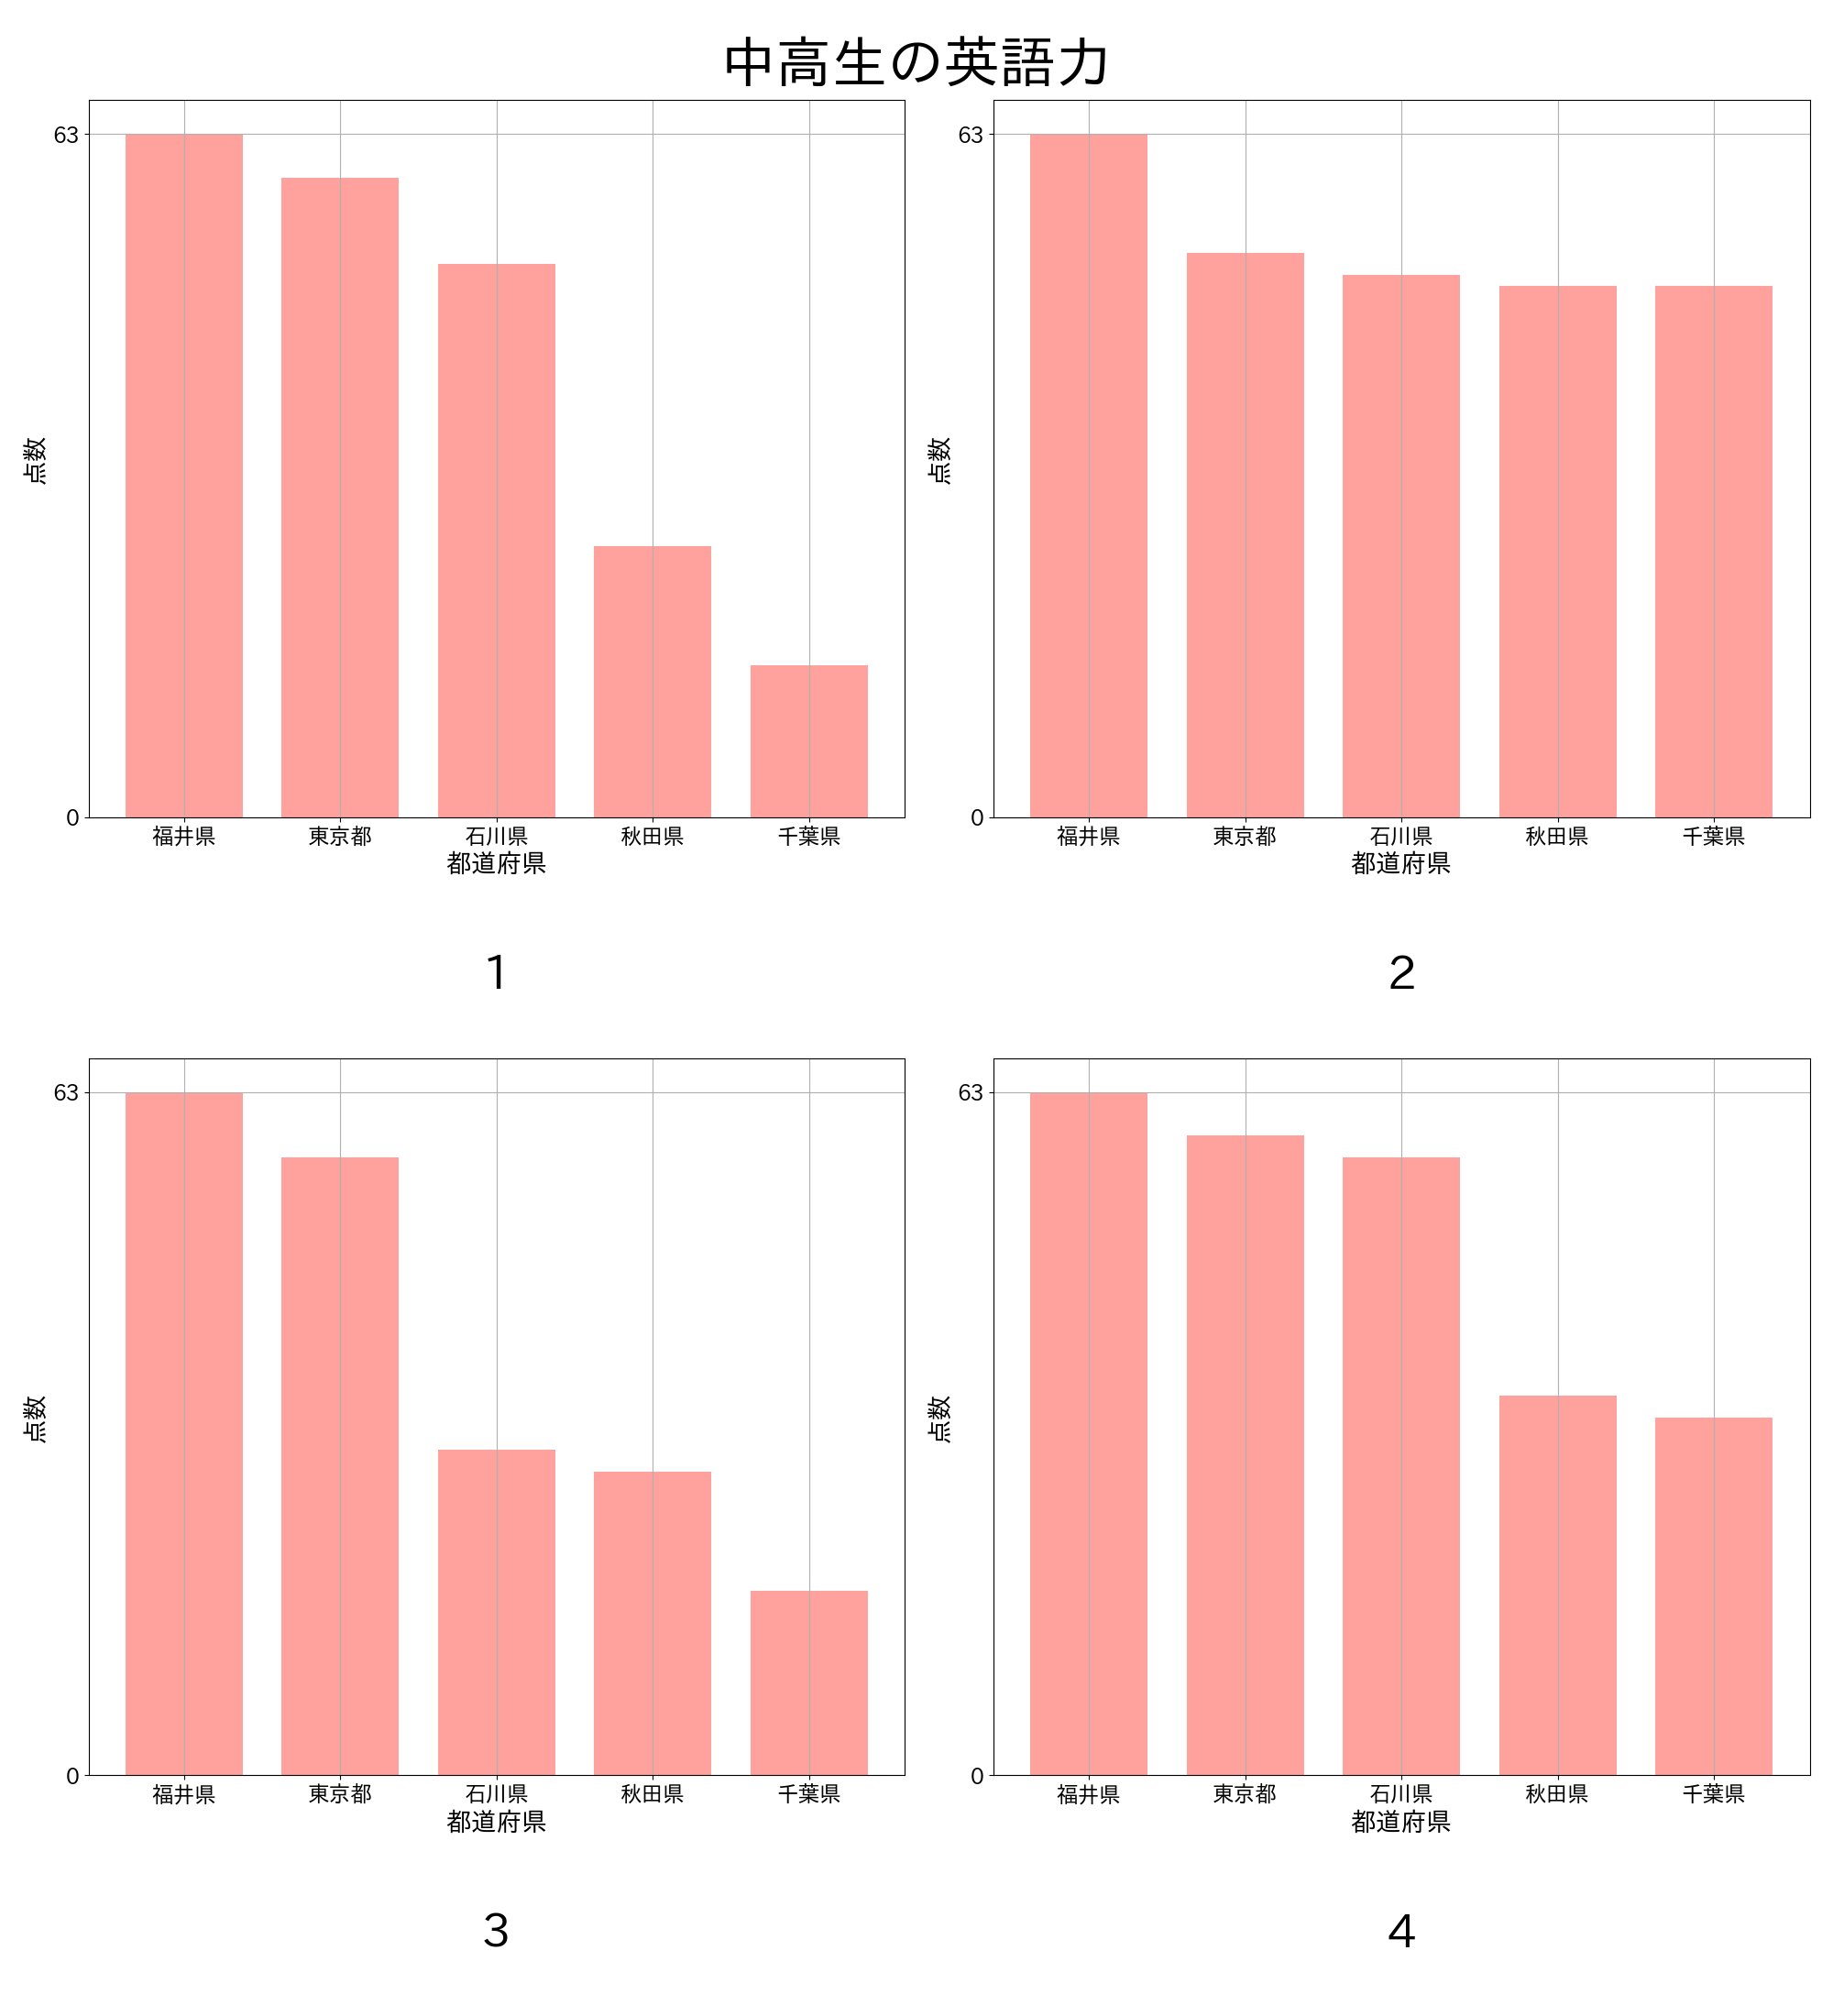 中高生の英語力
63
点数
0
福井県 東京都 石川県 秋田県 千葉県
都道府県
1
63
点数
0
福井県 東京都 石川県 秋田県 千葉県
都道府県
2
63
点数
0
福井県 東京都 石川県 秋田県 千葉県
都道府県
3
63
点数
0
福井県 東京都 石川県 秋田県 千葉県
都道府県
4